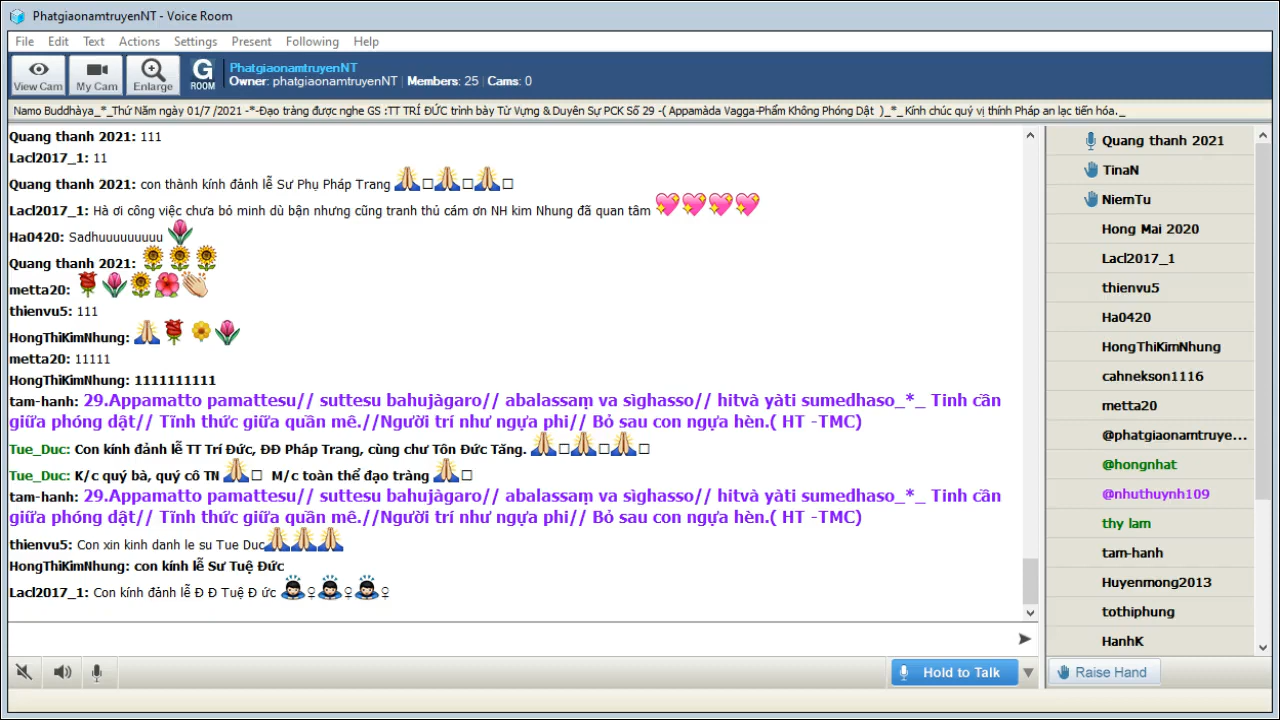 PhatgiaonamtruyenNT - Voice Room
File Edit Text Actions Settings Present Following Help
View Cam My Cam Enlarge G ROOM
PhatgiaonamtruyenNT
Owner: phatgiaonamtruyenNT | Members: 25 | Cams: 0
Namo Buddhàya_*_Thứ Năm ngày 01/7 /2021 -*-Đạo tràng được nghe GS :TT TRÍ ĐỨC trình bày Từ Vựng & Duyên Sự PCK Số 29 -( Appamàda Vagga-Phẩm Không Phóng Dật )_*_Kính chúc quý vị thính Pháp an lạc tiến hóa._
Quang thanh 2021: 111
Lacl2017_1: 11
Quang thanh 2021: con thành kính đảnh lễ Sư Phụ Pháp Trang 🙏□🙏□🙏□
Lacl2017_1: Hà ơi công việc chưa bỏ minh dù bận nhưng cũng tranh thủ cám ơn NH kim Nhung đã quan tâm 💖💖💖💖
Ha0420: Sadhuuuuuuuuu 🌷
Quang thanh 2021: 🌻🌻🌻
metta20: 🌹🌷🌻🌺👏
thienvu5: 111
HongThiKimNhung: 🙏🌹🌼🌷
metta20: 11111
HongThiKimNhung: 1111111111
tam-hanh: 29.Appamatto pamattesu// suttesu bahujàgaro// abalassaṃ va sìghasso// hitvà yàti sumedhaso_*_ Tinh cần
giữa phóng dật// Tĩnh thức giữa quần mê.//Người trí như ngựa phi// Bỏ sau con ngựa hèn.( HT -TMC)
Tue_Duc: Con kính đảnh lễ TT Trí Đức, ĐĐ Pháp Trang, cùng chư Tôn Đức Tăng. 🙏□🙏□🙏□
Tue_Duc: K/c quý bà, quý cô TN 🙏□ M/c toàn thể đạo tràng 🙏□
tam-hanh: 29.Appamatto pamattesu// suttesu bahujàgaro// abalassaṃ va sìghasso// hitvà yàti sumedhaso_*_ Tinh cần
giữa phóng dật// Tĩnh thức giữa quần mê.//Người trí như ngựa phi// Bỏ sau con ngựa hèn.( HT -TMC)
thienvu5: Con xin kinh danh le su Tue Duc🙏🙏🙏
HongThiKimNhung: con kính lễ Sư Tuệ Đức
Lacl2017_1: Con kính đảnh lễ Đ Đ Tuệ Đ ức 🙇♀🙇♀🙇♀
Hold to Talk
Quang thanh 2021
TinaN
NiemTu
Hong Mai 2020
Lacl2017_1
thienvu5
Ha0420
HongThiKimNhung
cahnekson1116
metta20
@phatgiaonamtruye...
@hongnhat
@nhuthuynh109
thy lam
tam-hanh
Huyenmong2013
tothiphung
HanhK
Raise Hand